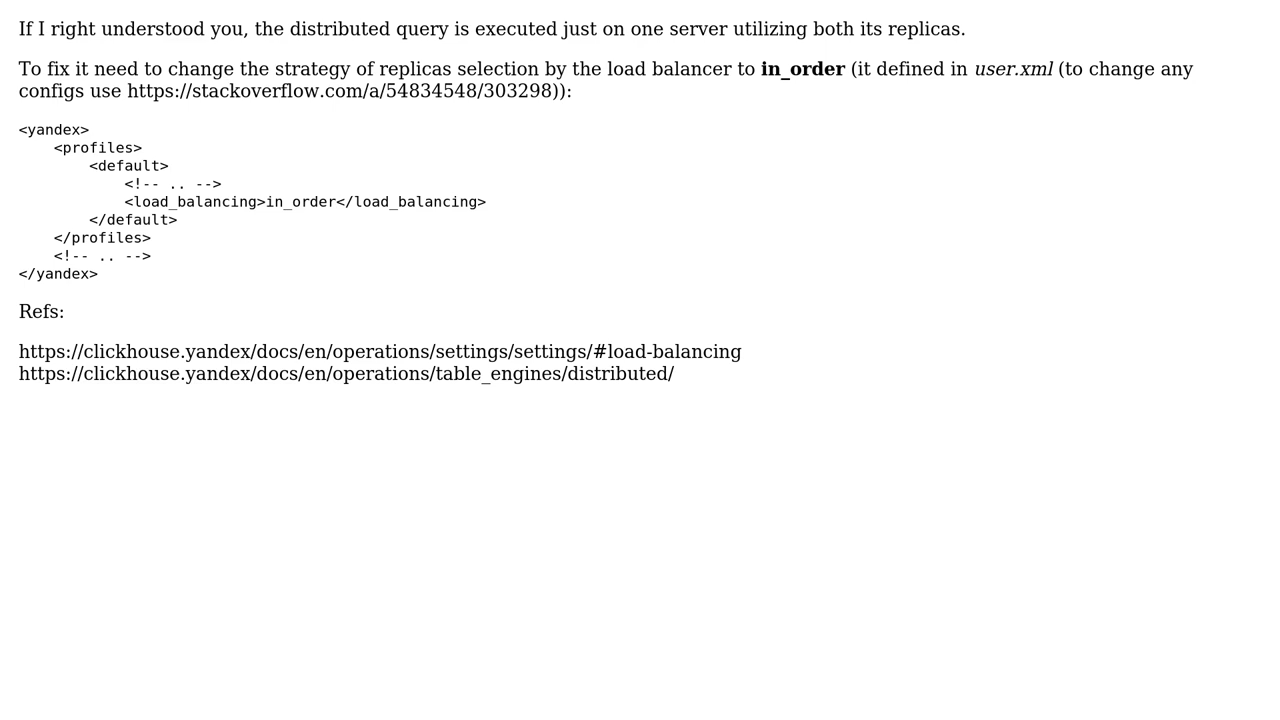 If I right understood you, the distributed query is executed just on one server utilizing both its replicas.
To fix it need to change the strategy of replicas selection by the load balancer to in_order (it defined in user.xml (to change any
configs use https://stackoverflow.com/a/54834548/303298)):
<yandex>
    <profiles>
        <default>
            <!-- .. -->
            <load_balancing>in_order</load_balancing>
        </default>
    </profiles>
    <!-- .. -->
</yandex>
Refs:
https://clickhouse.yandex/docs/en/operations/settings/settings/#load-balancing
https://clickhouse.yandex/docs/en/operations/table_engines/distributed/